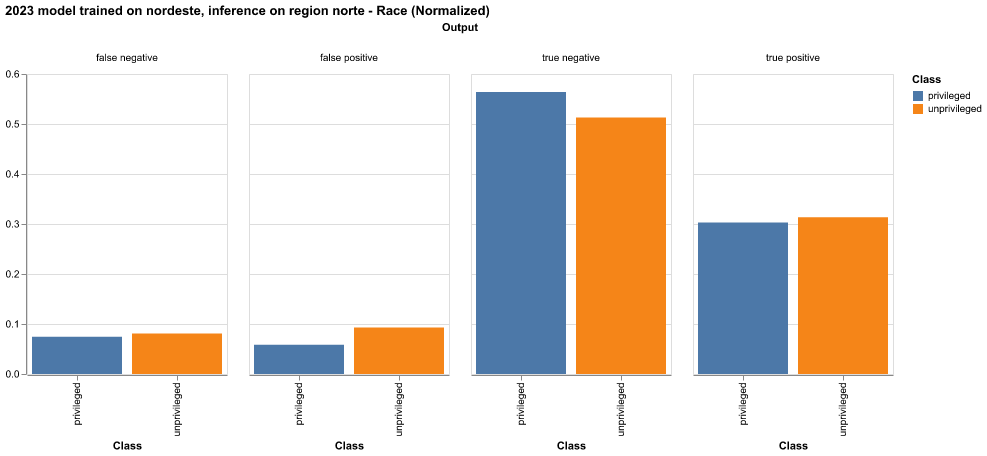 2023 model trained on nordeste, inference on region norte - Race (Normalized)
Output
false negative false positive true negative true positive
0.6
0.5
0.4
0.3
0.2
0.1
0.0
privileged unprivileged privileged unprivileged privileged unprivileged privileged unprivileged
Class Class Class Class
Class
privileged
unprivileged